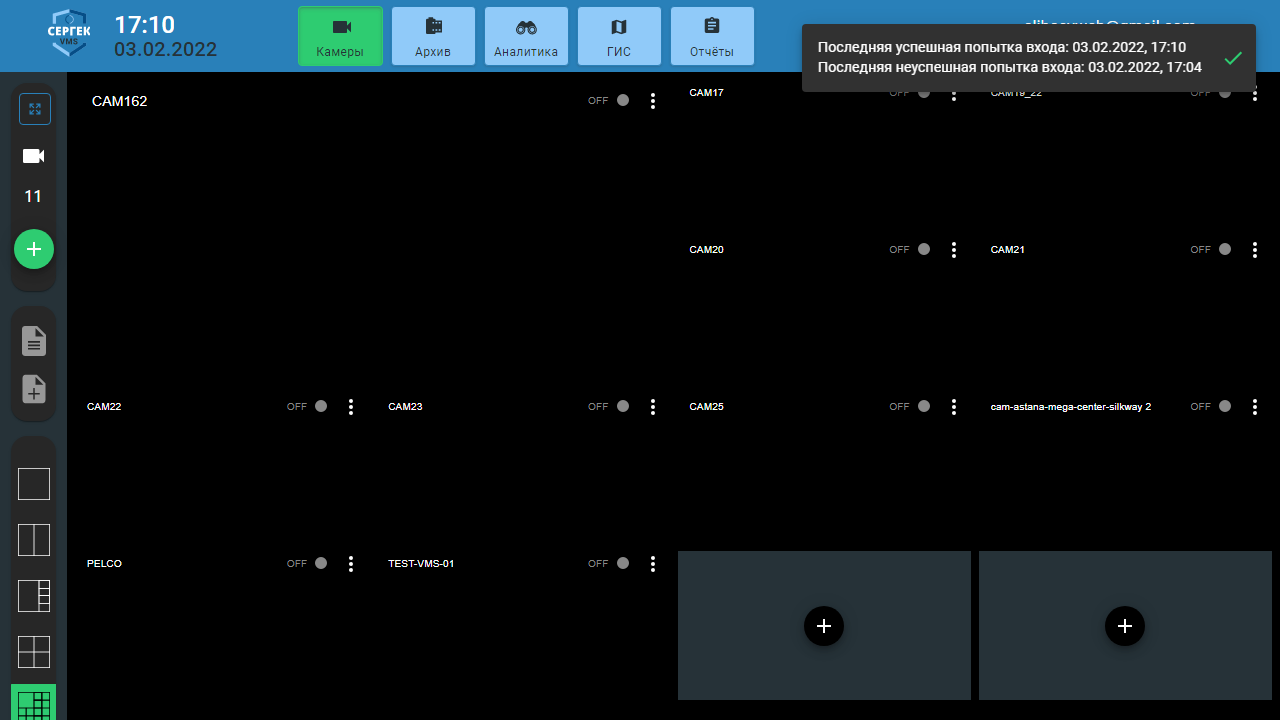 СЕРГЕК
VMS
17:10
03.02.2022
Камеры
Архив
Аналитика
ГИС
Отчёты
Последняя успешная попытка входа: 03.02.2022, 17:10
Последняя неуспешная попытка входа: 03.02.2022, 17:04
11
CAM162
OFF
CAM17
OFF
CAM19_22
OFF
CAM20
OFF
CAM21
OFF
CAM22
OFF
CAM23
OFF
CAM25
OFF
cam-astana-mega-center-silkway 2
OFF
PELCO
OFF
TEST-VMS-01
OFF